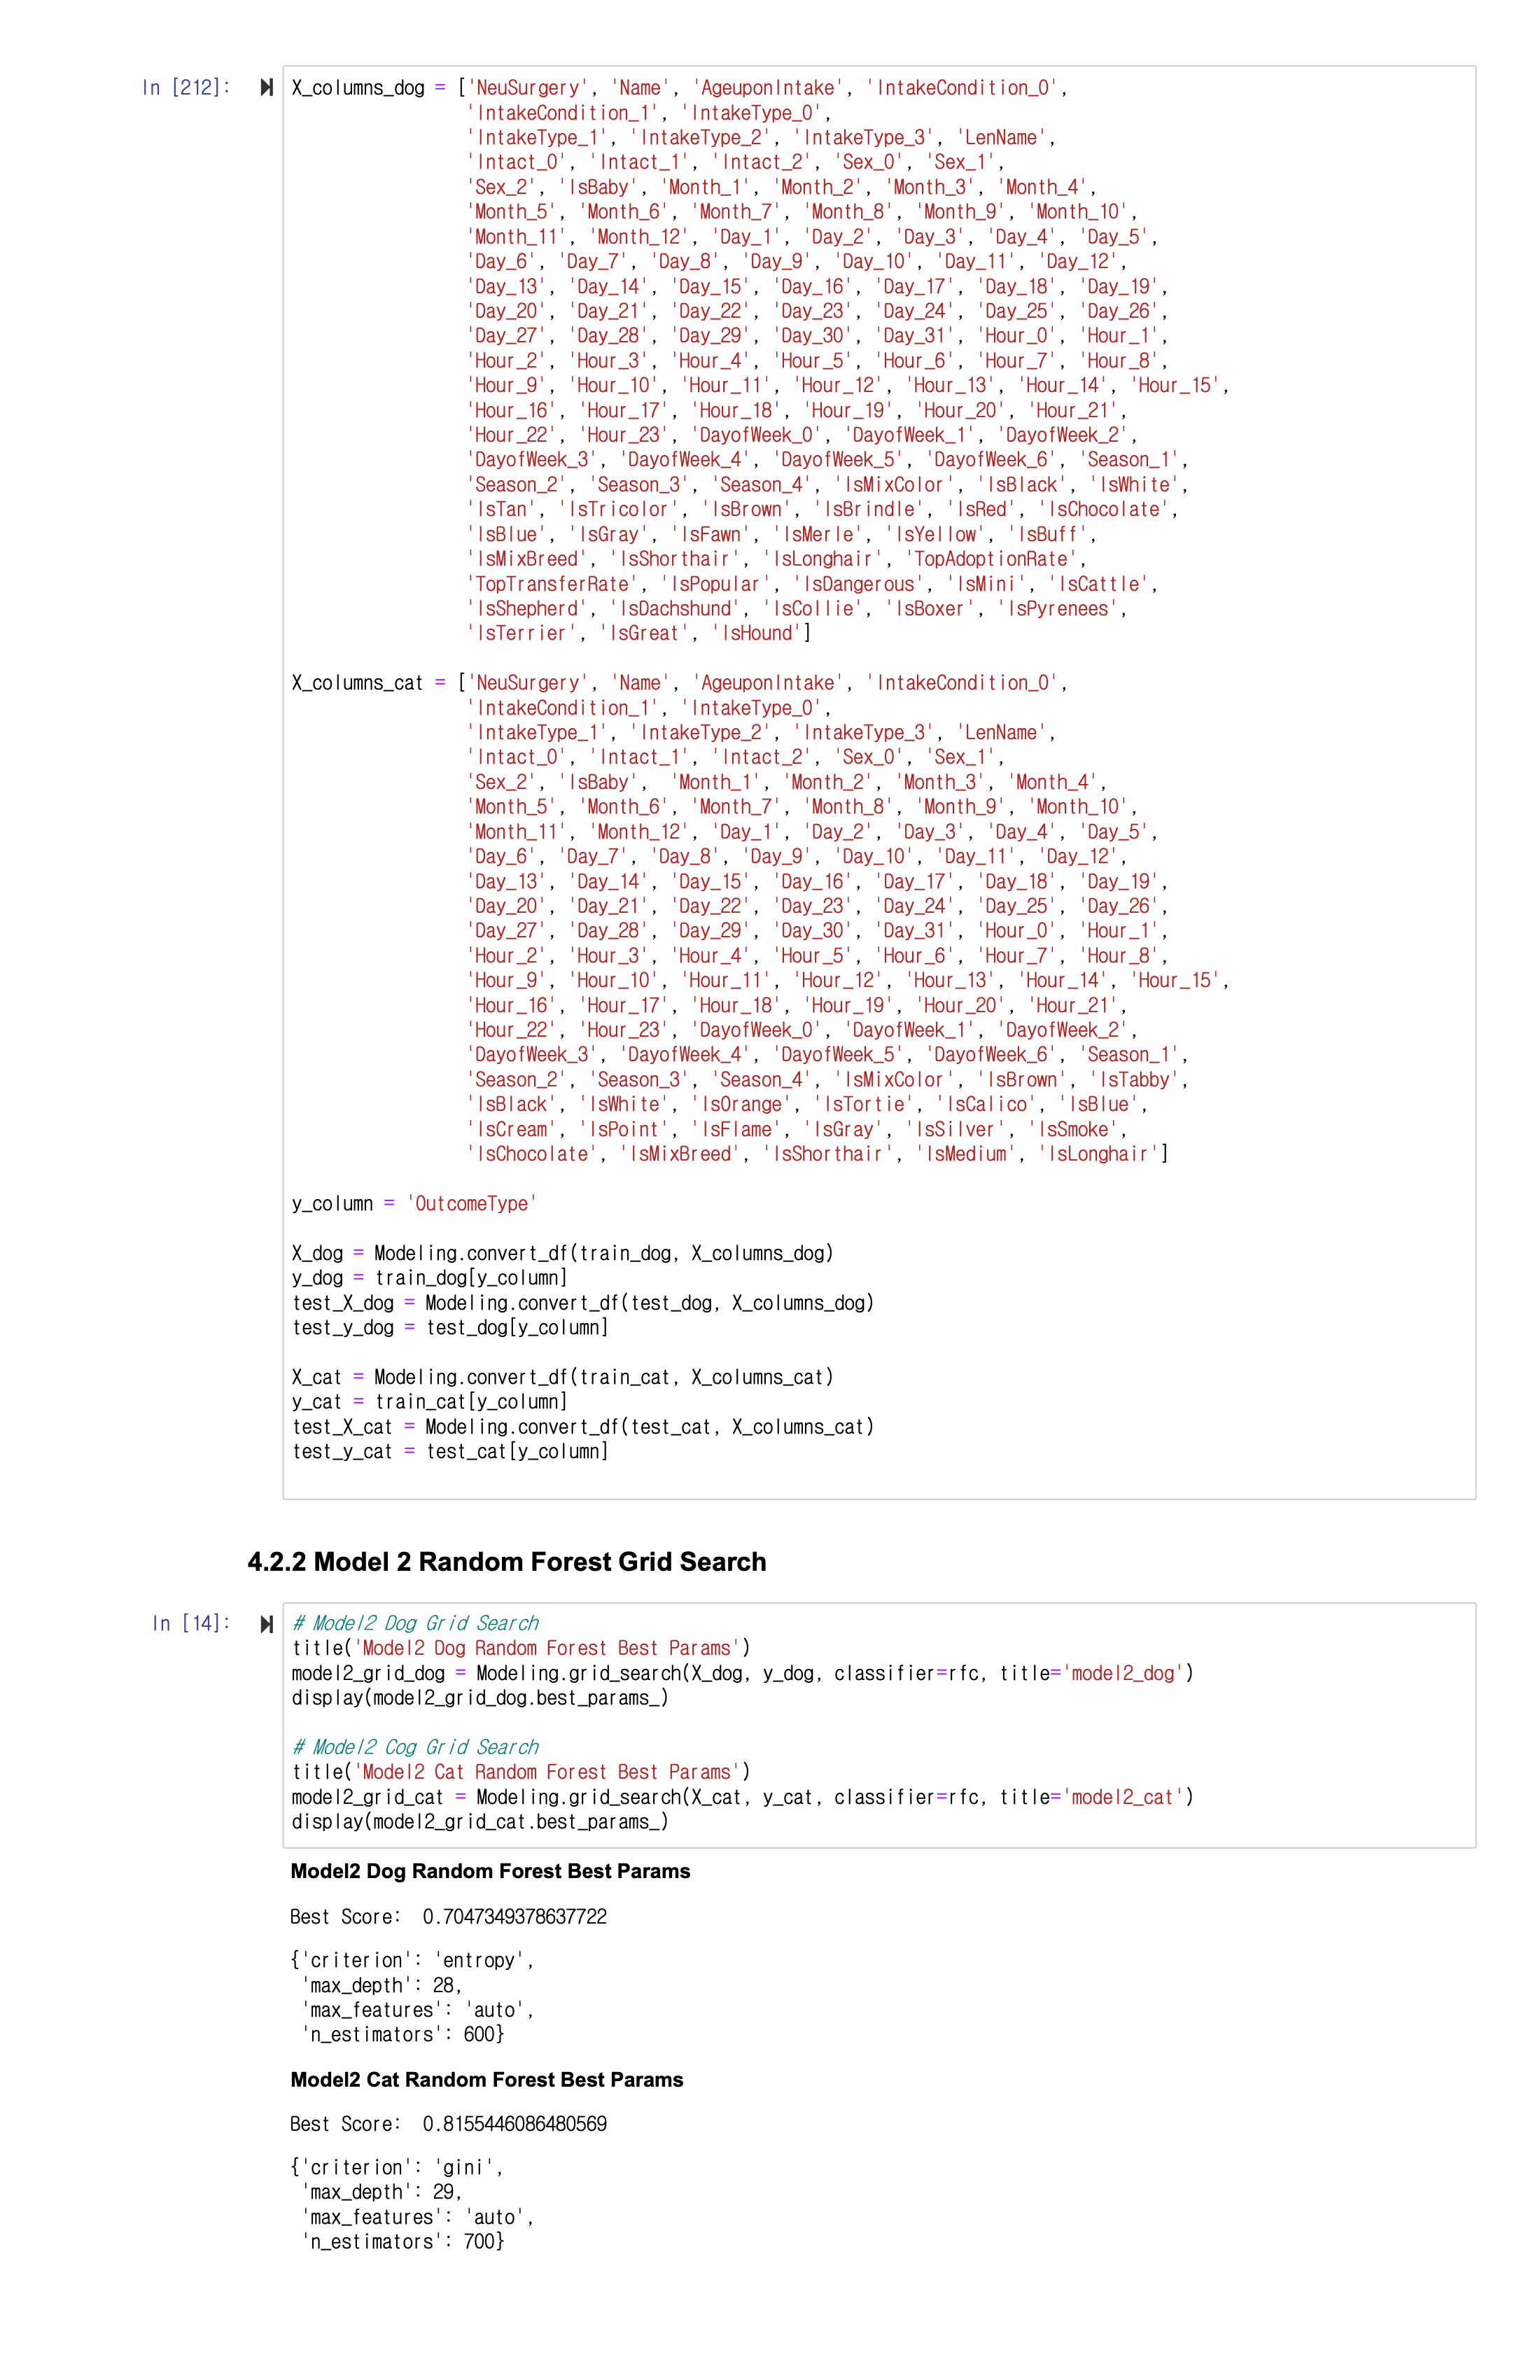 In [212]:
X_columns_dog = ['NeuSurgery', 'Name', 'AgeuponIntake', 'IntakeCondition_0',
'IntakeCondition_1', 'IntakeType_0',
'IntakeType_1', 'IntakeType_2', 'IntakeType_3', 'LenName',
'Intact_0', 'Intact_1', 'Intact_2', 'Sex_0', 'Sex_1',
'Sex_2', 'IsBaby', 'Month_1', 'Month_2', 'Month_3', 'Month_4',
'Month_5', 'Month_6', 'Month_7', 'Month_8', 'Month_9', 'Month_10',
'Month_11', 'Month_12', 'Day_1', 'Day_2', 'Day_3', 'Day_4', 'Day_5',
'Day_6', 'Day_7', 'Day_8', 'Day_9', 'Day_10', 'Day_11', 'Day_12',
'Day_13', 'Day_14', 'Day_15', 'Day_16', 'Day_17', 'Day_18', 'Day_19',
'Day_20', 'Day_21', 'Day_22', 'Day_23', 'Day_24', 'Day_25', 'Day_26',
'Day_27', 'Day_28', 'Day_29', 'Day_30', 'Day_31', 'Hour_0', 'Hour_1',
'Hour_2', 'Hour_3', 'Hour_4', 'Hour_5', 'Hour_6', 'Hour_7', 'Hour_8',
'Hour_9', 'Hour_10', 'Hour_11', 'Hour_12', 'Hour_13', 'Hour_14', 'Hour_15',
'Hour_16', 'Hour_17', 'Hour_18', 'Hour_19', 'Hour_20', 'Hour_21',
'Hour_22', 'Hour_23', 'DayofWeek_0', 'DayofWeek_1', 'DayofWeek_2',
'DayofWeek_3', 'DayofWeek_4', 'DayofWeek_5', 'DayofWeek_6', 'Season_1',
'Season_2', 'Season_3', 'Season_4', 'IsMixColor', 'IsBlack', 'IsWhite',
'IsTan', 'IsTricolor', 'IsBrown', 'IsBrindle', 'IsRed', 'IsChocolate',
'IsBlue', 'IsGray', 'IsFawn', 'IsMerle', 'IsYellow', 'IsBuff',
'IsMixBreed', 'IsShorthair', 'IsLonghair', 'TopAdoptionRate',
'TopTransferRate', 'IsPopular', 'IsDangerous', 'IsMini', 'IsCattle',
'IsShepherd', 'IsDachshund', 'IsCollie', 'IsBoxer', 'IsPyrenees',
'IsTerrier', 'IsGreat', 'IsHound']
X_columns_cat = ['NeuSurgery', 'Name', 'AgeuponIntake', 'IntakeCondition_0',
'IntakeCondition_1', 'IntakeType_0',
'IntakeType_1', 'IntakeType_2', 'IntakeType_3', 'LenName',
'Intact_0', 'Intact_1', 'Intact_2', 'Sex_0', 'Sex_1',
'Sex_2', 'IsBaby',  'Month_1', 'Month_2', 'Month_3', 'Month_4',
'Month_5', 'Month_6', 'Month_7', 'Month_8', 'Month_9', 'Month_10',
'Month_11', 'Month_12', 'Day_1', 'Day_2', 'Day_3', 'Day_4', 'Day_5',
'Day_6', 'Day_7', 'Day_8', 'Day_9', 'Day_10', 'Day_11', 'Day_12',
'Day_13', 'Day_14', 'Day_15', 'Day_16', 'Day_17', 'Day_18', 'Day_19',
'Day_20', 'Day_21', 'Day_22', 'Day_23', 'Day_24', 'Day_25', 'Day_26',
'Day_27', 'Day_28', 'Day_29', 'Day_30', 'Day_31', 'Hour_0', 'Hour_1',
'Hour_2', 'Hour_3', 'Hour_4', 'Hour_5', 'Hour_6', 'Hour_7', 'Hour_8',
'Hour_9', 'Hour_10', 'Hour_11', 'Hour_12', 'Hour_13', 'Hour_14', 'Hour_15',
'Hour_16', 'Hour_17', 'Hour_18', 'Hour_19', 'Hour_20', 'Hour_21',
'Hour_22', 'Hour_23', 'DayofWeek_0', 'DayofWeek_1', 'DayofWeek_2',
'DayofWeek_3', 'DayofWeek_4', 'DayofWeek_5', 'DayofWeek_6', 'Season_1',
'Season_2', 'Season_3', 'Season_4', 'IsMixColor', 'IsBrown', 'IsTabby',
'IsBlack', 'IsWhite', 'IsOrange', 'IsTortie', 'IsCalico', 'IsBlue',
'IsCream', 'IsPoint', 'IsFlame', 'IsGray', 'IsSilver', 'IsSmoke',
'IsChocolate', 'IsMixBreed', 'IsShorthair', 'IsMedium', 'IsLonghair']
y_column = 'OutcomeType'
X_dog = Modeling.convert_df(train_dog, X_columns_dog)
y_dog = train_dog[y_column]
test_X_dog = Modeling.convert_df(test_dog, X_columns_dog)
test_y_dog = test_dog[y_column]
X_cat = Modeling.convert_df(train_cat, X_columns_cat)
y_cat = train_cat[y_column]
test_X_cat = Modeling.convert_df(test_cat, X_columns_cat)
test_y_cat = test_cat[y_column]
4.2.2 Model 2 Random Forest Grid Search
In [14]:
# Model2 Dog Grid Search
title('Model2 Dog Random Forest Best Params')
model2_grid_dog = Modeling.grid_search(X_dog, y_dog, classifier=rfc, title='model2_dog')
display(model2_grid_dog.best_params_)
# Model2 Cog Grid Search
title('Model2 Cat Random Forest Best Params')
model2_grid_cat = Modeling.grid_search(X_cat, y_cat, classifier=rfc, title='model2_cat')
display(model2_grid_cat.best_params_)
Model2 Dog Random Forest Best Params
Best Score:  0.7047349378637722
{'criterion': 'entropy',
'max_depth': 28,
'max_features': 'auto',
'n_estimators': 600}
Model2 Cat Random Forest Best Params
Best Score:  0.8155446086480569
{'criterion': 'gini',
'max_depth': 29,
'max_features': 'auto',
'n_estimators': 700}